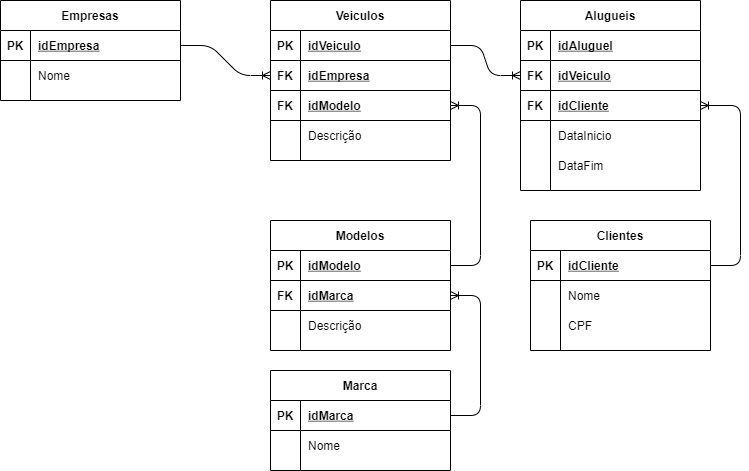 Empresas
PK idEmpresa
Nome
Veiculos
PK idVeiculo
FK idEmpresa
FK idModelo
Descrição
Alugueis
PK idAluguel
FK idVeiculo
FK idCliente
DataInicio
DataFim
Modelos
PK idModelo
FK idMarca
Descrição
Clientes
PK idCliente
Nome
CPF
Marca
PK idMarca
Nome